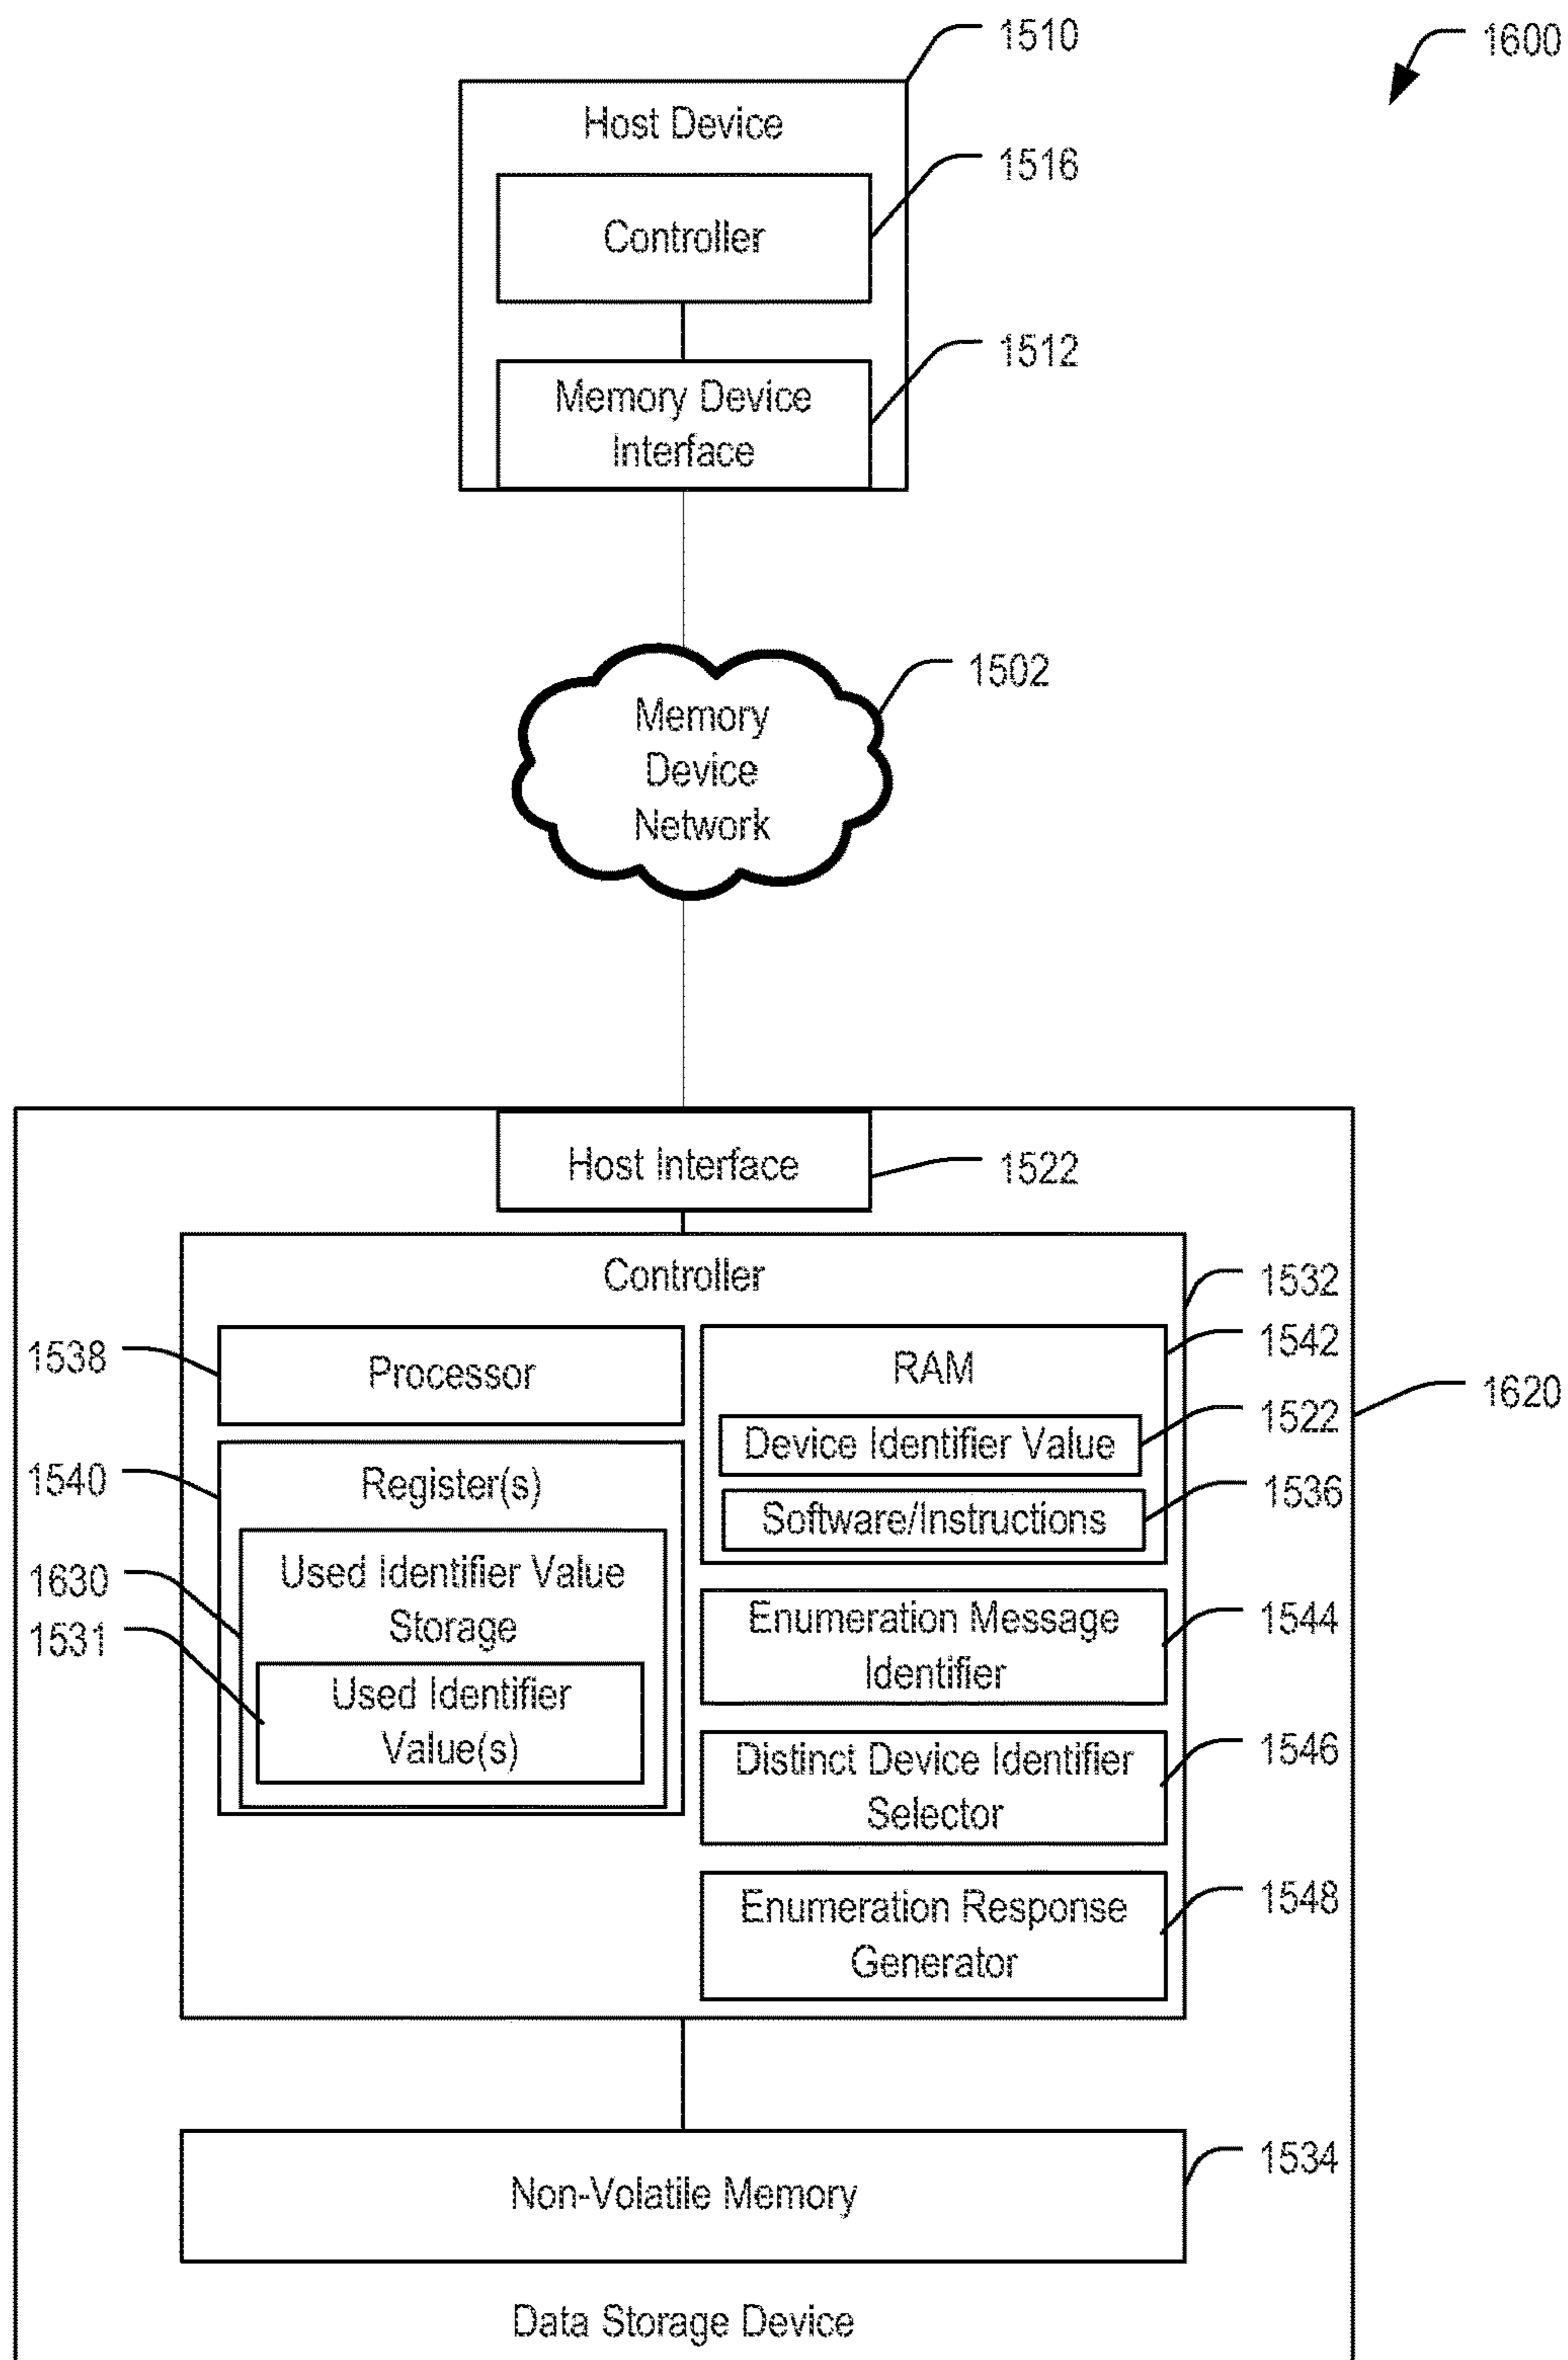 1510
1600
Host Device
1516
Controller
1512
Memory Device
Interface
1502
Memory
Device
Network
Host Interface
1522
Controller
1532
1538
Processor
1542
RAM
1620
1522
Device Identifier Value
1540
Register(s)
1536
Software/Instructions
1630
Used Identifier Value
Storage
1531
Used Identifier
Value(s)
1544
Enumeration Message
Identifier
1546
Distinct Device Identifier
Selector
1548
Enumeration Response
Generator
1534
Non-Volatile Memory
Data Storage Device